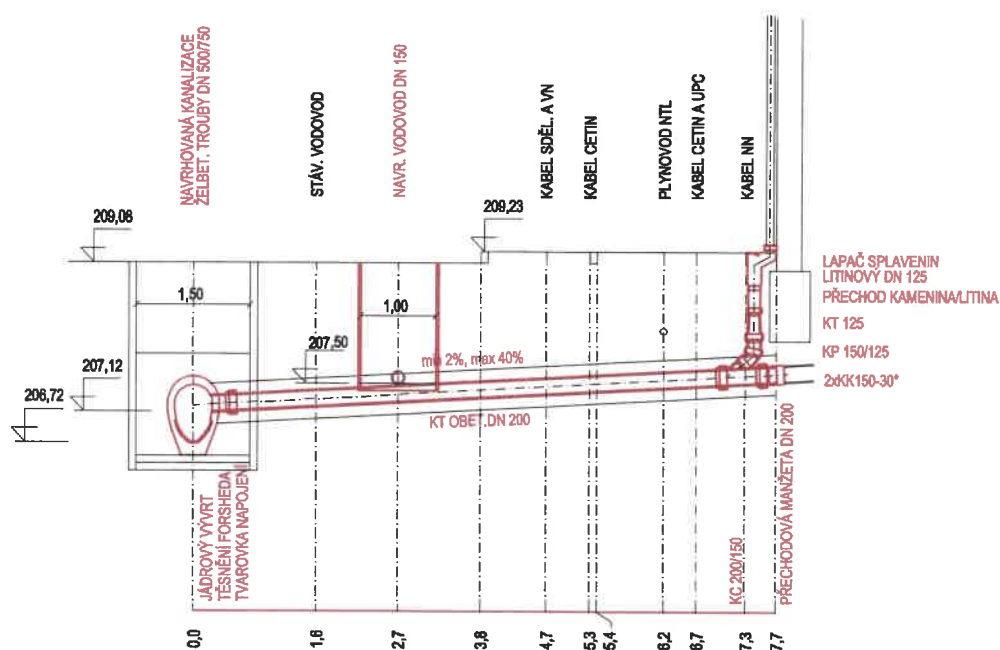 NAVRHOVANÁ KANALIZACE
ŽELBET. TROUBY DN 500/750
STÁV. VODOVOD
NAVR. VODOVOD DN 150
KABEL SDĚL. A VN
KABEL CETIN
PLYNOVOD NTL
KABEL CETIN A UPC
KABEL NN
209,08
209,23
1,50
1,00
207,50
207,12
206,72
min 2%, max 40%
KT OBET.DN 200
LAPAČ SPLAVENIN
LITINOVÝ DN 125
PŘECHOD KAMENINA/LITINA
KT 125
KP 150/125
2xKK150-30°
JÁDROVÝ VÝVRT
TĚSNĚNÍ FORSHEDA
TVAROVKA NAPOJENÍ
KC 200/150
PŘECHODOVÁ MANŽETA DN 200
0,0
1,6
2,7
3,8
4,7
5,3
5,4
6,2
6,7
7,3
7,7